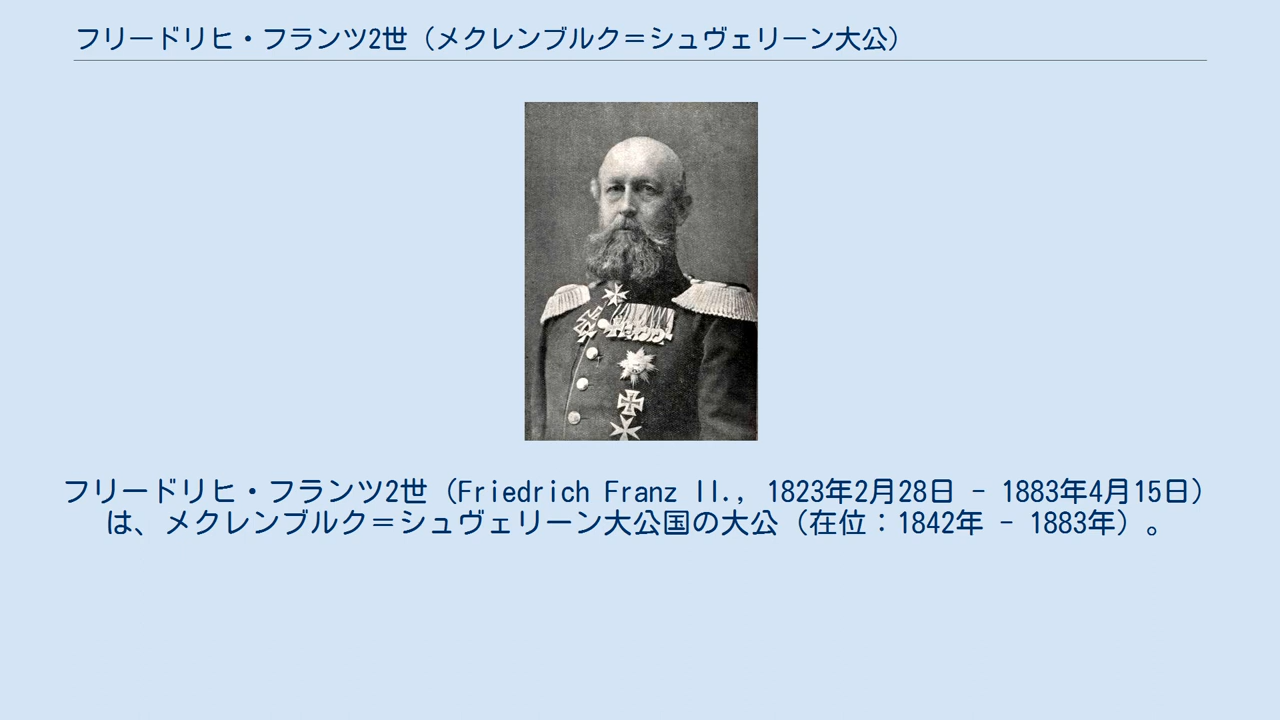 フリードリヒ・フランツ2世（メクレンブルク＝シュヴェリーン大公）
フリードリヒ・フランツ2世（Friedrich Franz II., 1823年2月28日 - 1883年4月15日）
は、メクレンブルク＝シュヴェリーン大公国の大公（在位：1842年 - 1883年）。